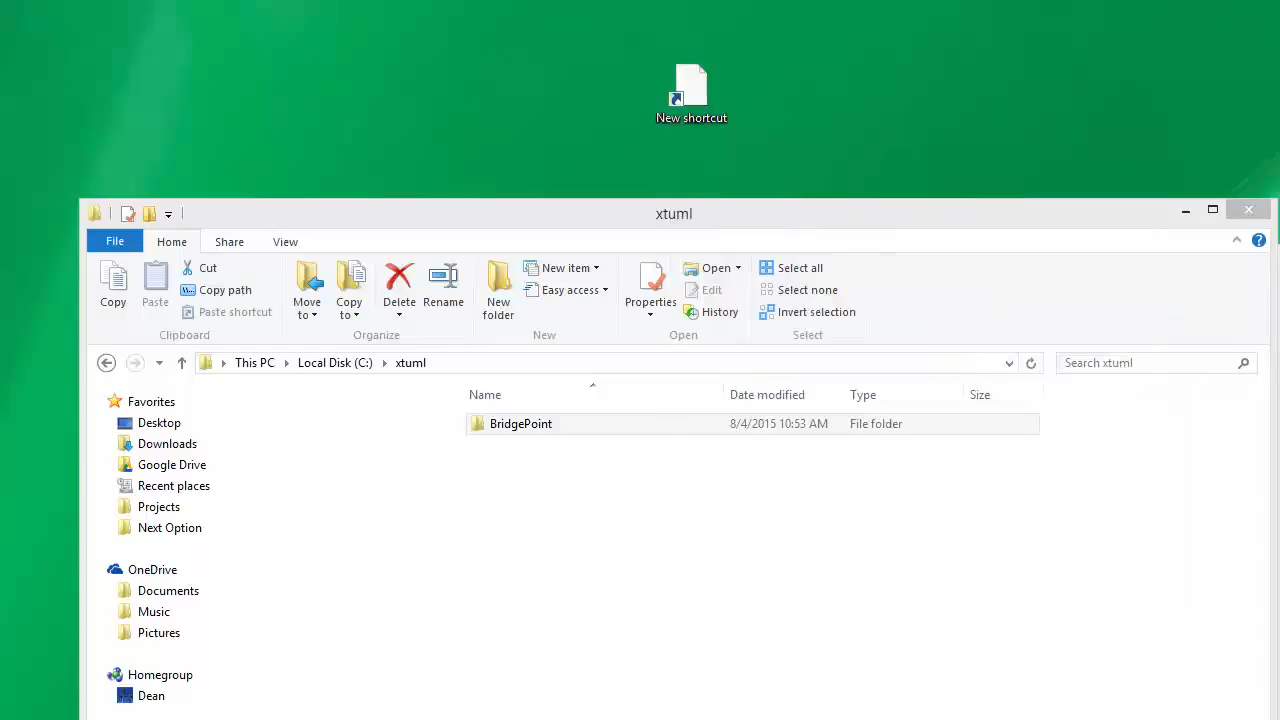 New shortcut
xtuml
File Home Share View
Copy
Paste
Cut
Copy path
Paste shortcut
Clipboard
Move to
Copy to
Delete
Rename
Organize
New folder
New item
Easy access
New
Properties
Open
Edit
History
Open
Select all
Select none
Invert selection
Select
This PC Local Disk (C:) xtuml
Search xtuml
Name Date modified Type Size
BridgePoint 8/4/2015 10:53 AM File folder
Favorites
Desktop
Downloads
Google Drive
Recent places
Projects
Next Option
OneDrive
Documents
Music
Pictures
Homegroup
Dean